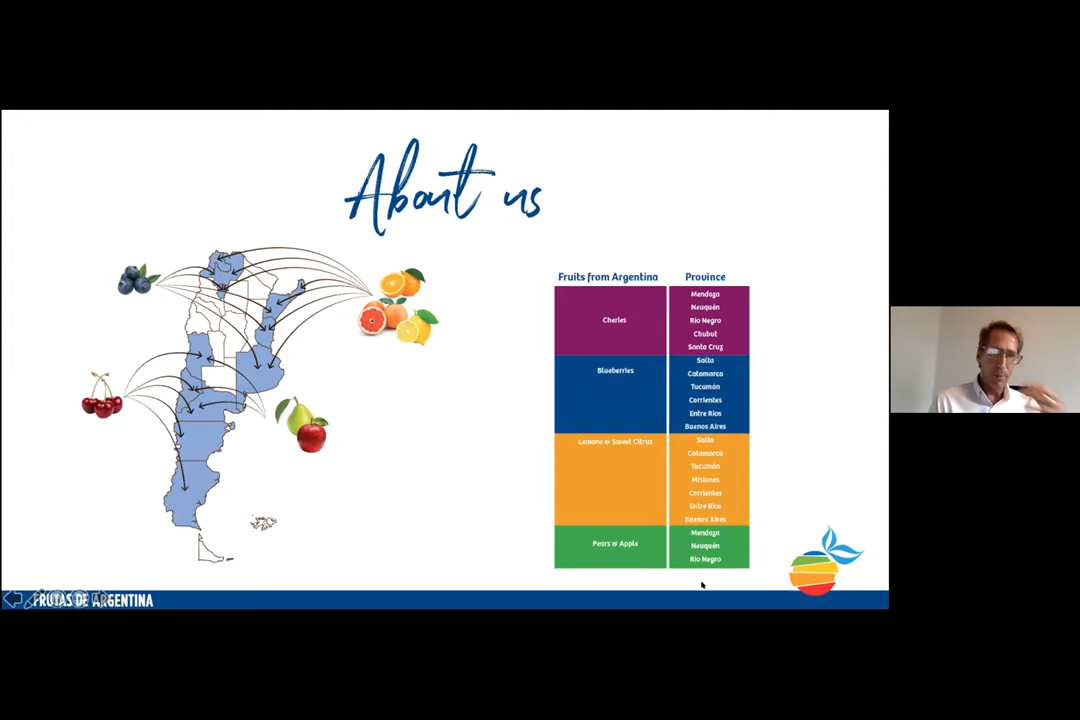 About us
Fruits from Argentina Province
Cheries
Mendoza
Neuquén
Río Negro
Chubut
Santa Cruz
Blueberries
Salta
Catamarca
Tucumán
Corrientes
Entre Ríos
Buenos Aires
Lemons & Sweet Citrus
Salta
Catamarca
Tucumán
Misiones
Corrientes
Entre Ríos
Buenos Aires
Pears & Apple
Mendoza
Neuquén
Río Negro
FRUTAS DE ARGENTINA